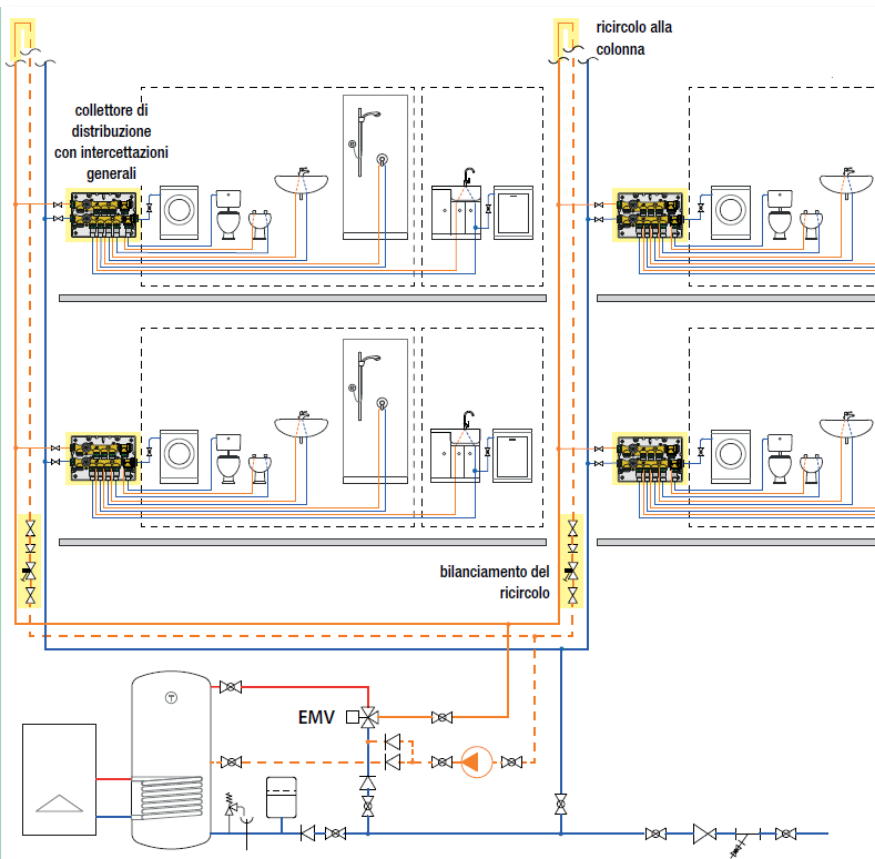 ricircolo alla
colonna
collettore di
distribuzione
con intercettazioni
generali
bilanciamento del
ricircolo
T
EMV